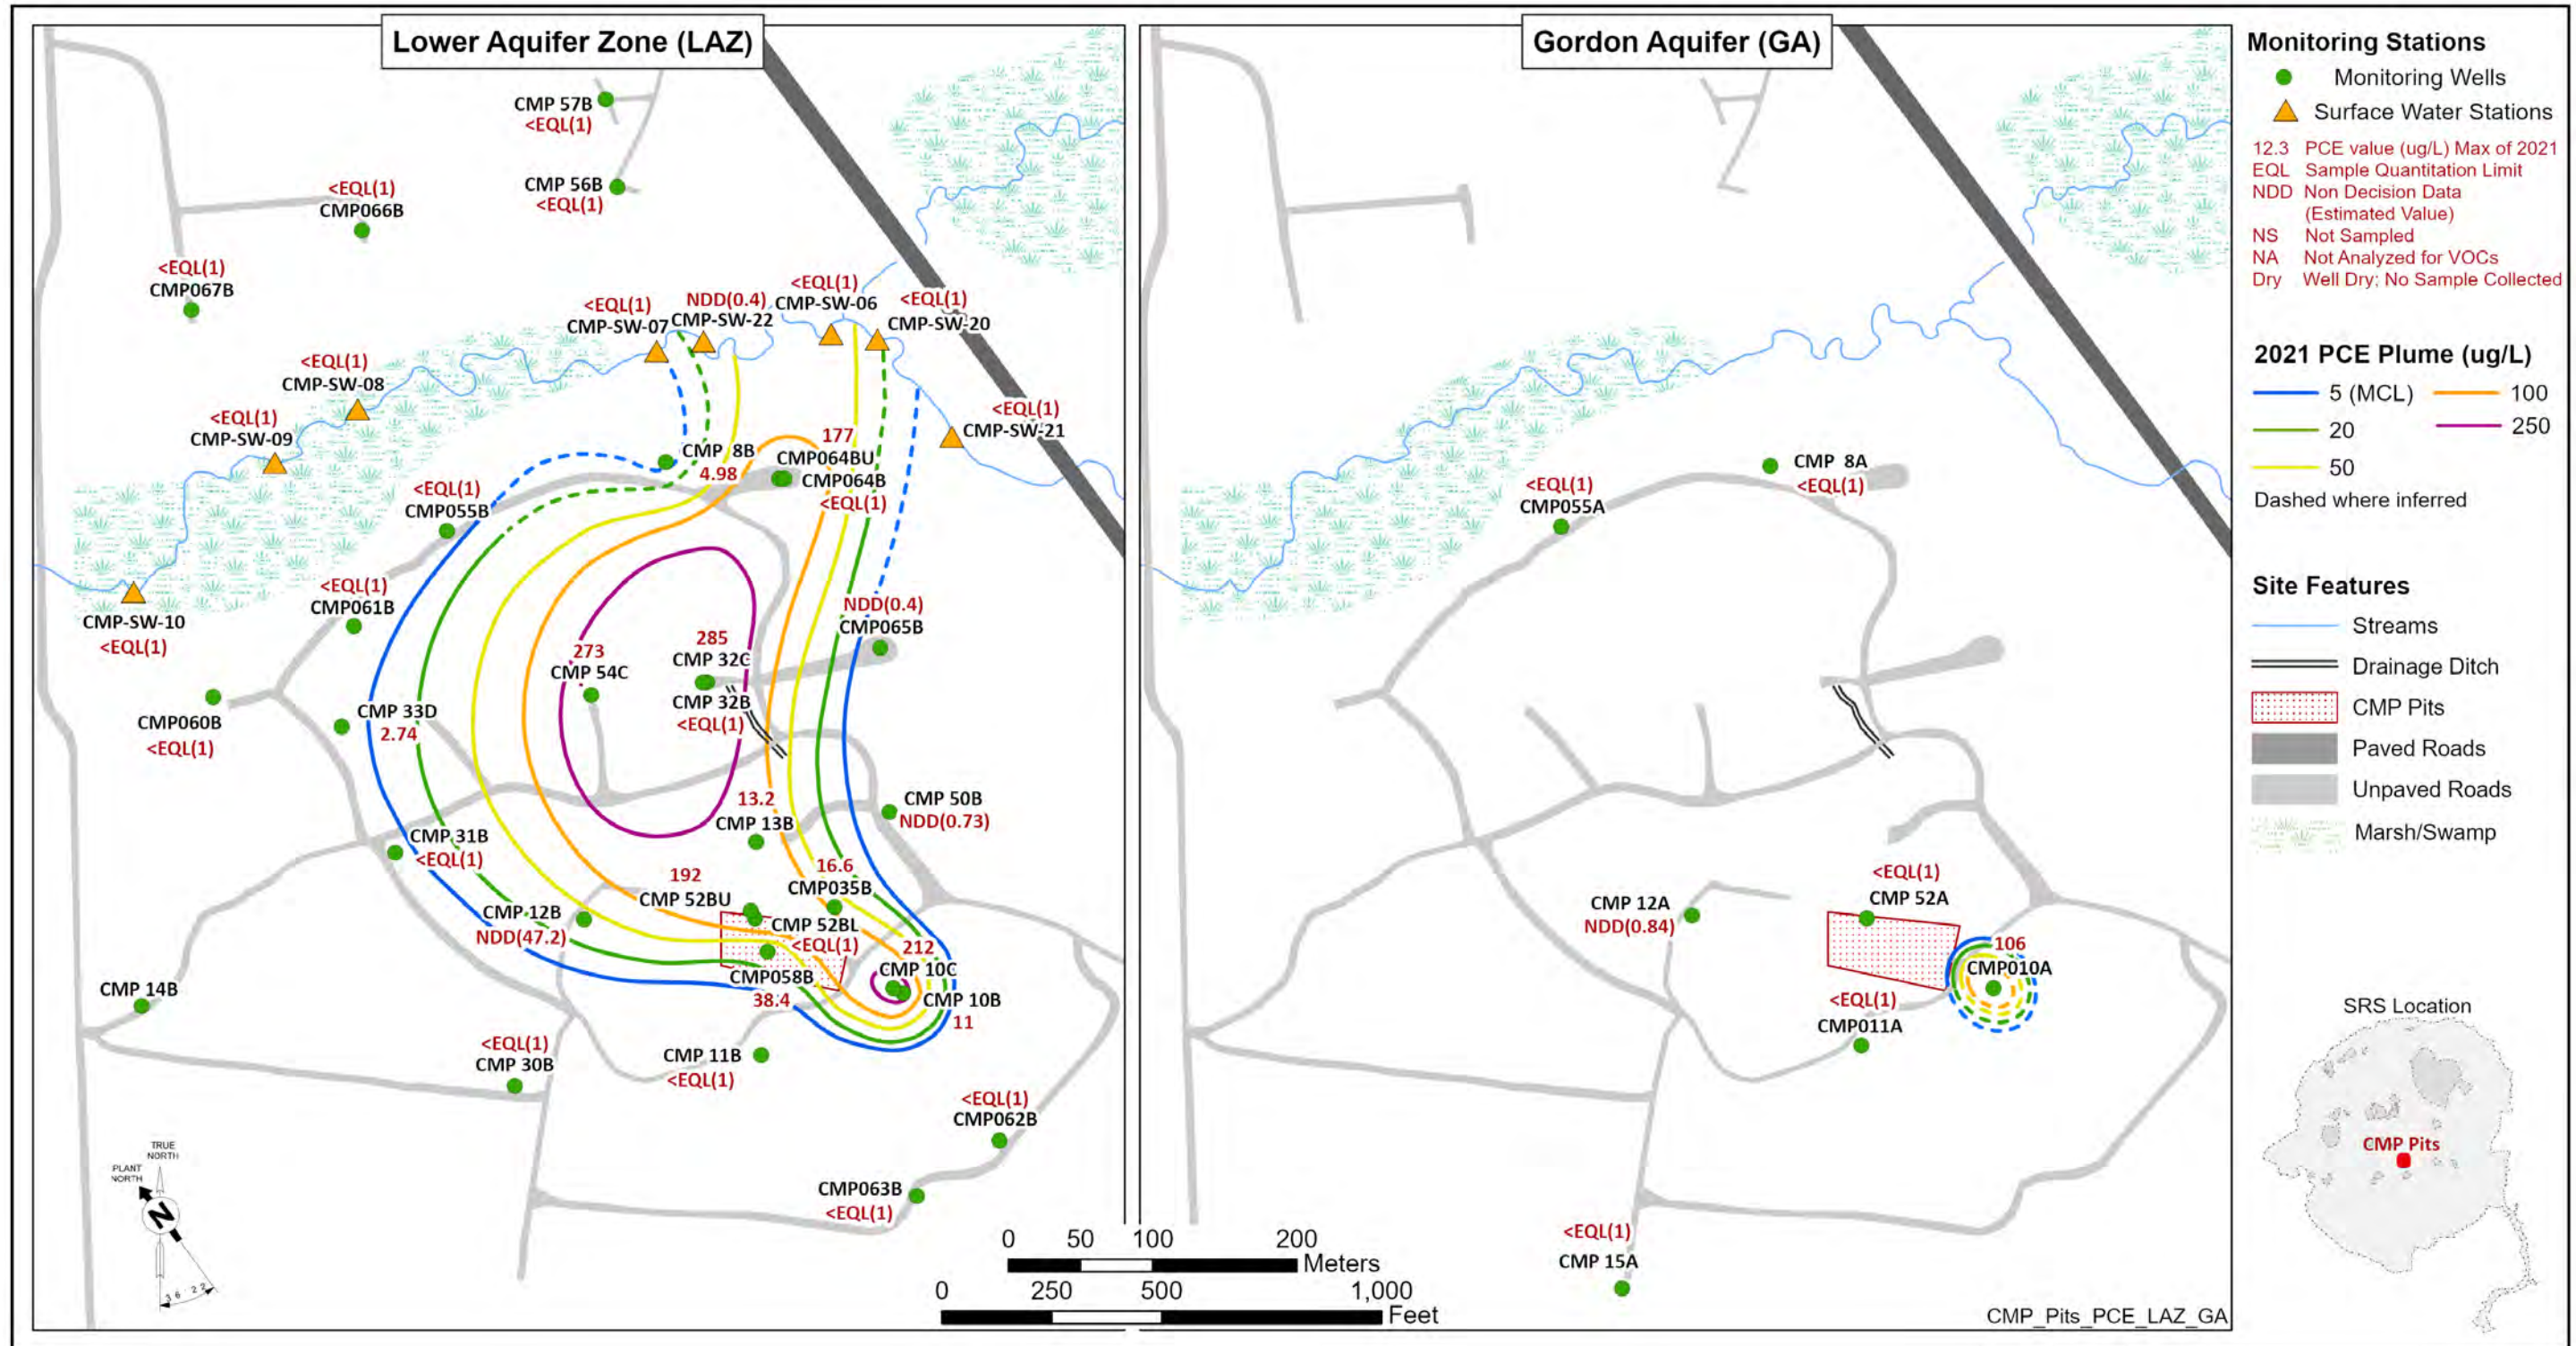 Lower Aquifer Zone (LAZ)
CMP 57B
<EQL(1)
CMP 56B
<EQL(1)
<EQL(1)
CMP066B
<EQL(1)
CMP067B
<EQL(1)
CMP-SW-07
NDD(0.4)
CMP-SW-22
<EQL(1)
CMP-SW-06
<EQL(1)
CMP-SW-20
<EQL(1)
CMP-SW-08
<EQL(1)
CMP-SW-09
<EQL(1)
CMP-SW-21
CMP 8B
4.98
177
CMP064BU
CMP064B
<EQL(1)
<EQL(1)
CMP055B
<EQL(1)
CMP061B
CMP-SW-10
<EQL(1)
NDD(0.4)
CMP065B
273
CMP 54C
285
CMP 32C
CMP 32B
<EQL(1)
CMP060B
<EQL(1)
CMP 33D
2.74
13.2
CMP 13B
CMP 50B
NDD(0.73)
CMP 31B
<EQL(1)
192
CMP 52BU
16.6
CMP035B
CMP 12B
NDD(47.2)
CMP 52BL
<EQL(1)
212
CMP 10C
CMP058B
38.4
CMP 10B
11
CMP 14B
<EQL(1)
CMP 30B
CMP 11B
<EQL(1)
<EQL(1)
CMP062B
CMP063B
<EQL(1)
TRUE
NORTH
PLANT
NORTH
N
36 22
0 50 100 200
Meters
0 250 500 1,000
Feet
Gordon Aquifer (GA)
CMP 8A
<EQL(1)
<EQL(1)
CMP055A
<EQL(1)
CMP 52A
CMP 12A
NDD(0.84)
106
CMP010A
<EQL(1)
CMP011A
<EQL(1)
CMP 15A
CMP_Pits_PCE_LAZ_GA
Monitoring Stations
Monitoring Wells
Surface Water Stations
12.3 PCE value (ug/L) Max of 2021
EQL Sample Quantitation Limit
NDD Non Decision Data
(Estimated Value)
NS Not Sampled
NA Not Analyzed for VOCs
Dry Well Dry; No Sample Collected
2021 PCE Plume (ug/L)
5 (MCL) 100
20 250
50
Dashed where inferred
Site Features
Streams
Drainage Ditch
CMP Pits
Paved Roads
Unpaved Roads
Marsh/Swamp
SRS Location
CMP Pits